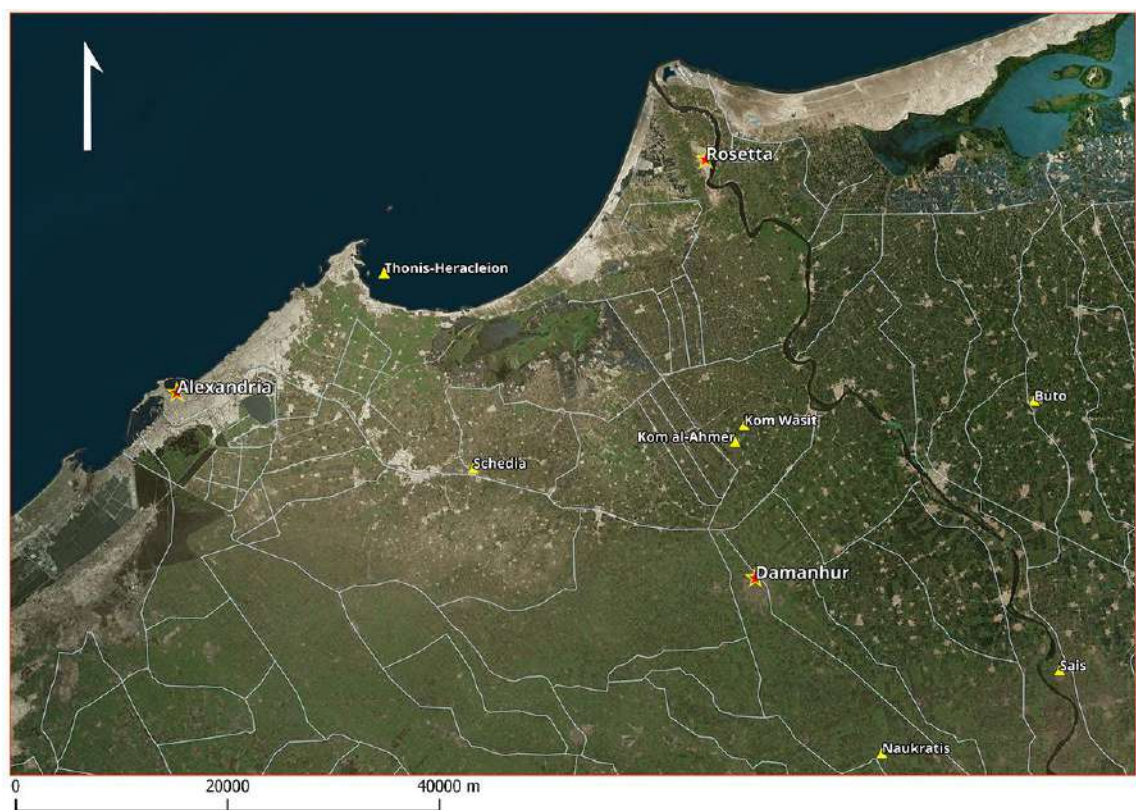 Rosetta
Thonis-Heracleion
Alexandria
Buto
Kom Wasit
Kom al-Ahmer
Schedia
Damanhur
Sais
Naukratis
0 20000 40000 m